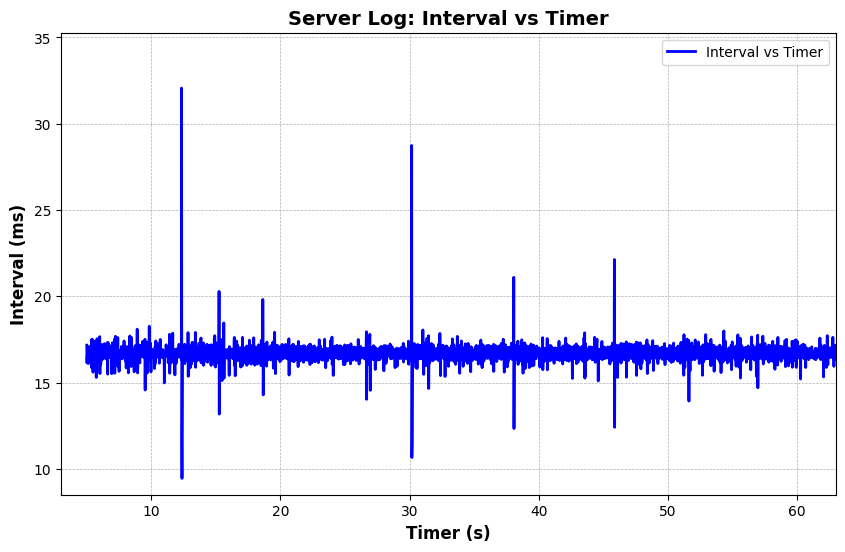 Server Log: Interval vs Timer
Interval vs Timer
35
30
25
20
15
10
Interval (ms)
10 20 30 40 50 60
Timer (s)